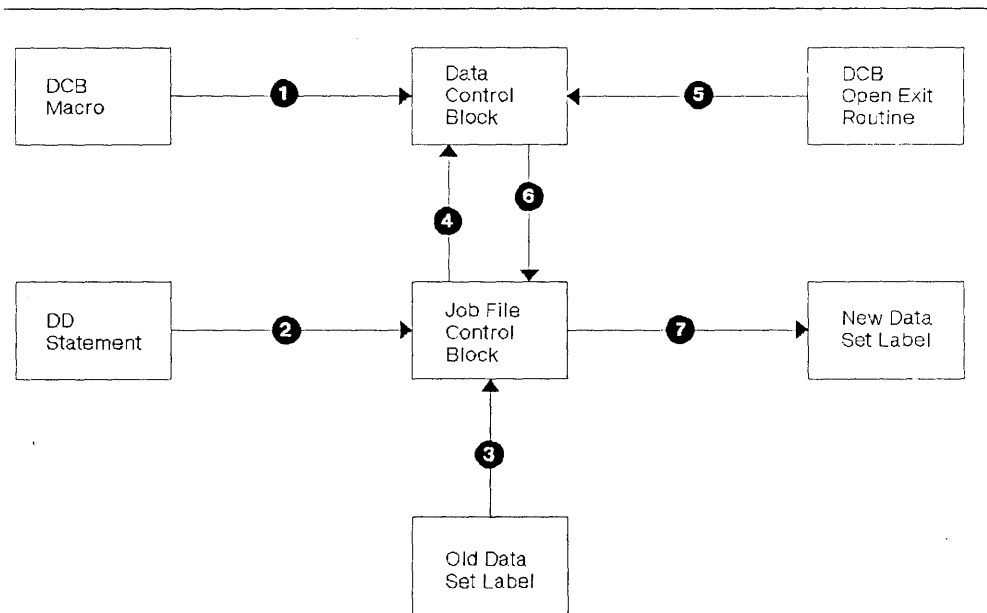 DCB
Macro
1
Data
Control
Block
5
DCB
Open Exit
Routine
4
6
DD
Statement
2
Job File
Control
Block
7
New Data
Set Label
3
Old Data
Set Label